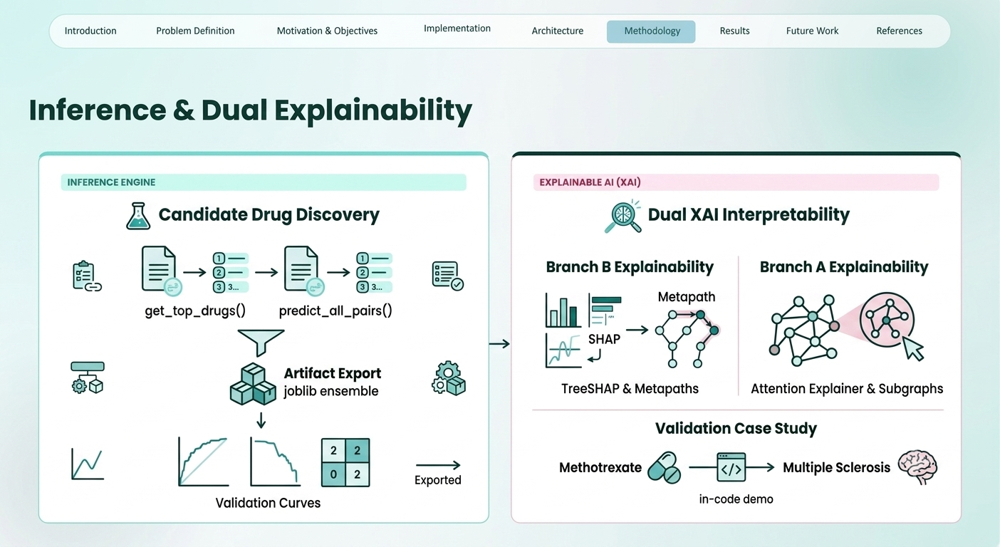 Introduction
Problem Definition
Motivation & Objectives
Implementation
Architecture
Methodology
Results
Future Work
References
Inference & Dual Explainability
INFERENCE ENGINE
Candidate Drug Discovery
1
2
3 3...
1
2
3 3...
get_top_drugs()
predict_all_pairs()
Artifact Export
joblib ensemble
2 2
0 2
Exported
Validation Curves
EXPLAINABLE AI (XAI)
Dual XAI Interpretability
Branch B Explainability
Metapath
SHAP
TreeSHAP & Metapaths
Branch A Explainability
Attention Explainer & Subgraphs
Validation Case Study
Methotrexate
</>
Multiple Sclerosis
in-code demo